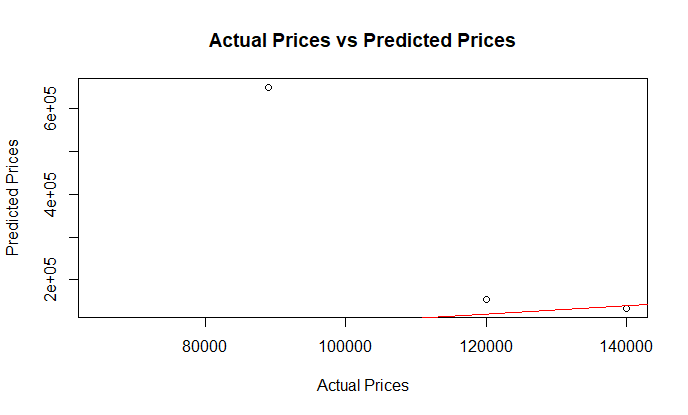 Actual Prices vs Predicted Prices
6e+05
4e+05
2e+05
Predicted Prices
80000 100000 120000 140000
Actual Prices